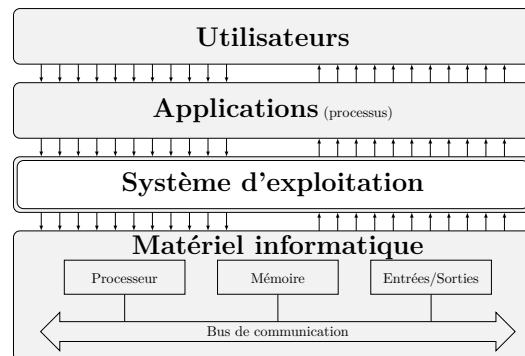 Utilisateurs
Applications (processus)
Système d'exploitation
Matériel informatique
Processeur Mémoire Entrées/Sorties
Bus de communication